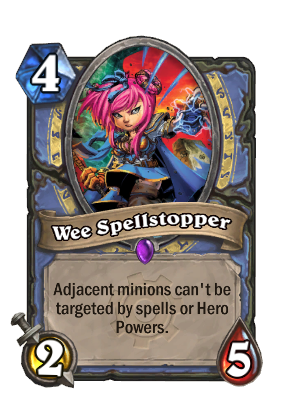 4
Wee Spellstopper
Adjacent minions can't be
targeted by spells or Hero
Powers.
2
5